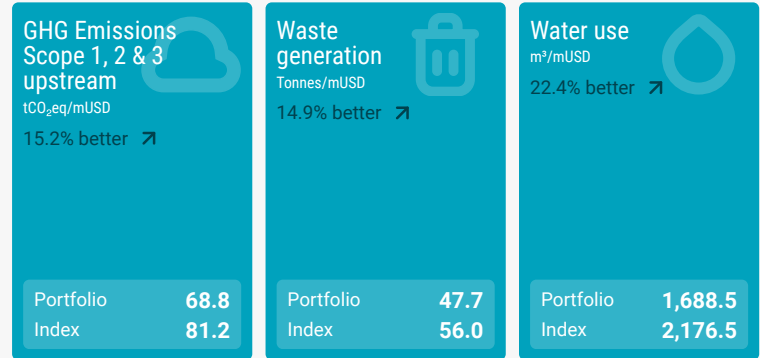 GHG Emissions
Scope 1, 2 & 3
upstream
tCO₂eq/mUSD
15.2% better
Portfolio 68.8
Index 81.2
Waste
generation
Tonnes/mUSD
14.9% better
Portfolio 47.7
Index 56.0
Water use
m³/mUSD
22.4% better
Portfolio 1,688.5
Index 2,176.5